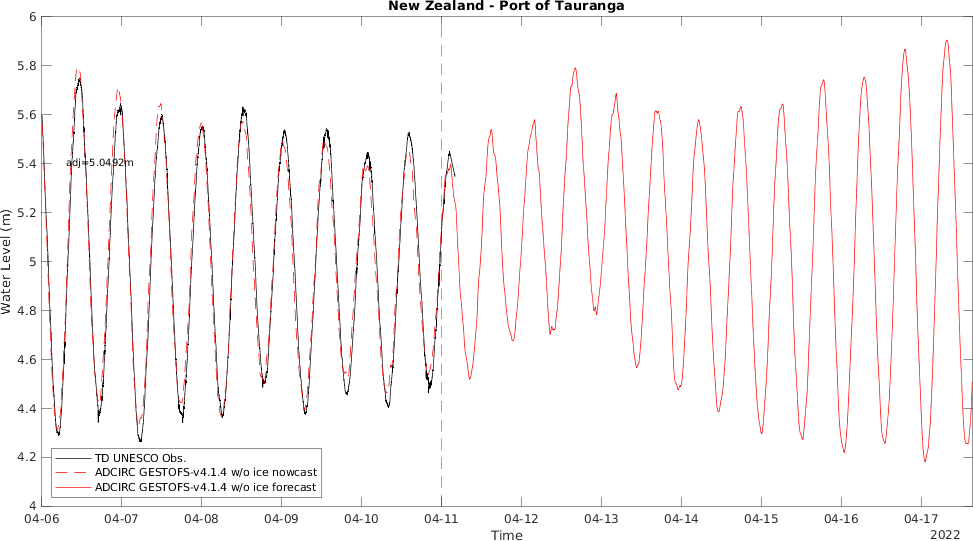 New Zealand - Port of Tauranga
6
5.8
5.6
5.4
5.2
5
4.8
4.6
4.4
4.2
4
Water Level (m)
adj=5.0492m
TD UNESCO Obs.
ADCIRC GESTOFS-v4.1.4 w/o ice nowcast
ADCIRC GESTOFS-v4.1.4 w/o ice forecast
04-06 04-07 04-08 04-09 04-10 04-11 04-12 04-13 04-14 04-15 04-16 04-17
Time
2022